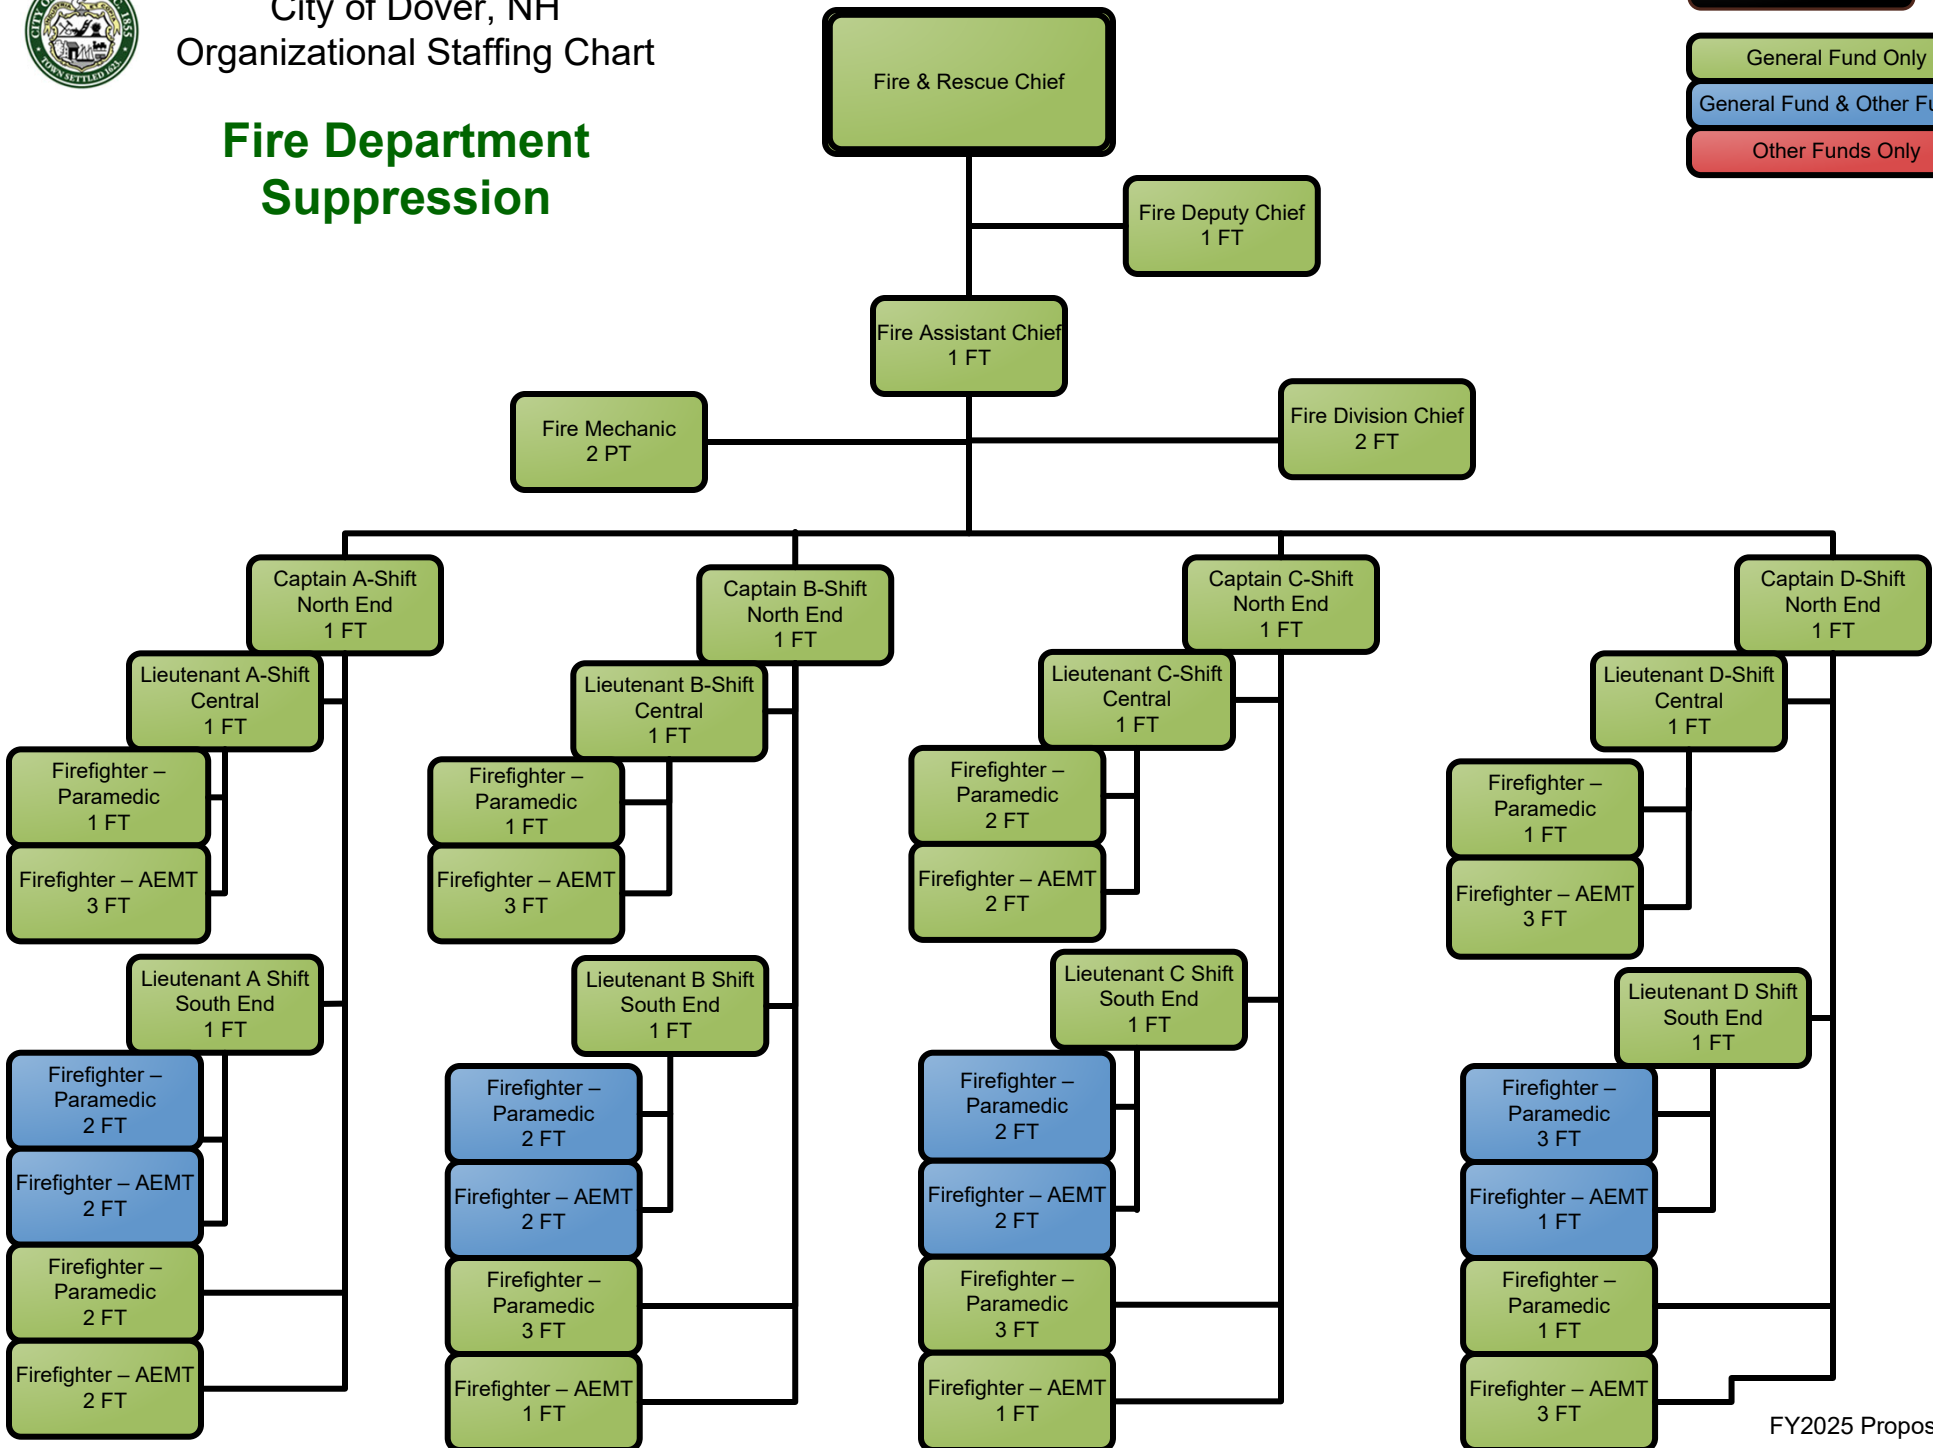 City of Dover, NH
Organizational Staffing Chart
Fire Department
Suppression
TOWN SETTLED 1623
1855
Fire & Rescue Chief
General Fund Only
General Fund & Other
Other Funds Only
Fire Deputy Chief
1 FT
Fire Assistant Chief
1 FT
Fire Mechanic
2 PT
Fire Division Chief
2 FT
Captain A-Shift
North End
1 FT
Lieutenant A-Shift
Central
1 FT
Firefighter –
Paramedic
1 FT
Firefighter – AEMT
3 FT
Lieutenant A Shift
South End
1 FT
Firefighter –
Paramedic
2 FT
Firefighter – AEMT
2 FT
Firefighter –
Paramedic
2 FT
Firefighter – AEMT
2 FT
Captain B-Shift
North End
1 FT
Lieutenant B-Shift
Central
1 FT
Firefighter –
Paramedic
1 FT
Firefighter – AEMT
3 FT
Lieutenant B Shift
South End
1 FT
Firefighter –
Paramedic
2 FT
Firefighter – AEMT
2 FT
Firefighter –
Paramedic
3 FT
Firefighter – AEMT
1 FT
Captain C-Shift
North End
1 FT
Lieutenant C-Shift
Central
1 FT
Firefighter –
Paramedic
2 FT
Firefighter – AEMT
2 FT
Lieutenant C Shift
South End
1 FT
Firefighter –
Paramedic
2 FT
Firefighter – AEMT
2 FT
Firefighter –
Paramedic
3 FT
Firefighter – AEMT
1 FT
Captain D-Shift
North End
1 FT
Lieutenant D-Shift
Central
1 FT
Firefighter –
Paramedic
1 FT
Firefighter – AEMT
3 FT
Lieutenant D Shift
South End
1 FT
Firefighter –
Paramedic
3 FT
Firefighter – AEMT
1 FT
Firefighter –
Paramedic
1 FT
Firefighter – AEMT
3 FT
FY2025 Propos